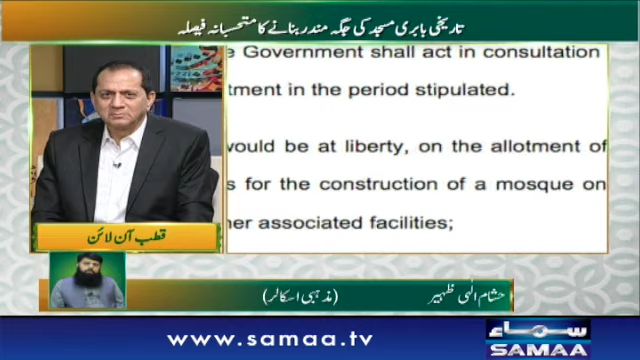 تاریخی بابری مسجد کی جگہ مندر بنانے کا متعصبانہ فیصلہ
e Government shall act in consultation
tment in the period stipulated.
would be at liberty, on the allotment of
s for the construction of a mosque on
her associated facilities;
قطب آن لائن
حشام الٰہی ظہیر (مذہبی اسکالر)
www.samaa.tv
سماء
SAMAA